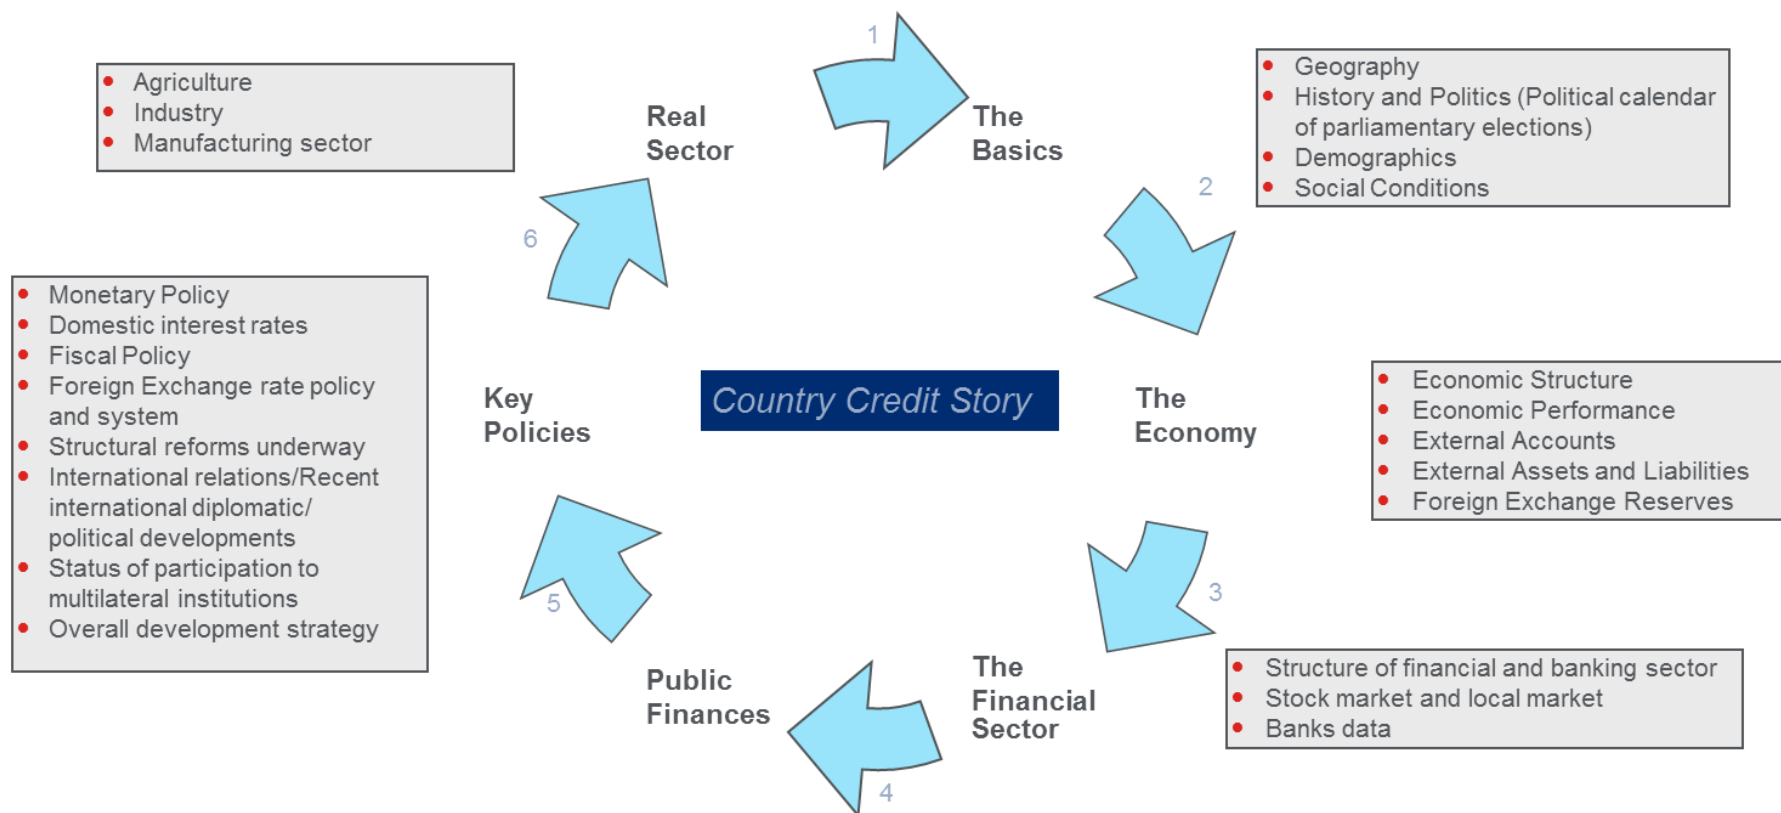 1
Real
Sector
The
Basics
• Agriculture
• Industry
• Manufacturing sector
• Geography
• History and Politics (Political calendar
of parliamentary elections)
• Demographics
• Social Conditions
2
6
• Monetary Policy
• Domestic interest rates
• Fiscal Policy
• Foreign Exchange rate policy
and system
• Structural reforms underway
• International relations/Recent
international diplomatic/
political developments
• Status of participation to
multilateral institutions
• Overall development strategy
Key
Policies
Country Credit Story
The
Economy
• Economic Structure
• Economic Performance
• External Accounts
• External Assets and Liabilities
• Foreign Exchange Reserves
5
3
Public
Finances
The
Financial
Sector
• Structure of financial and banking sector
• Stock market and local market
• Banks data
4